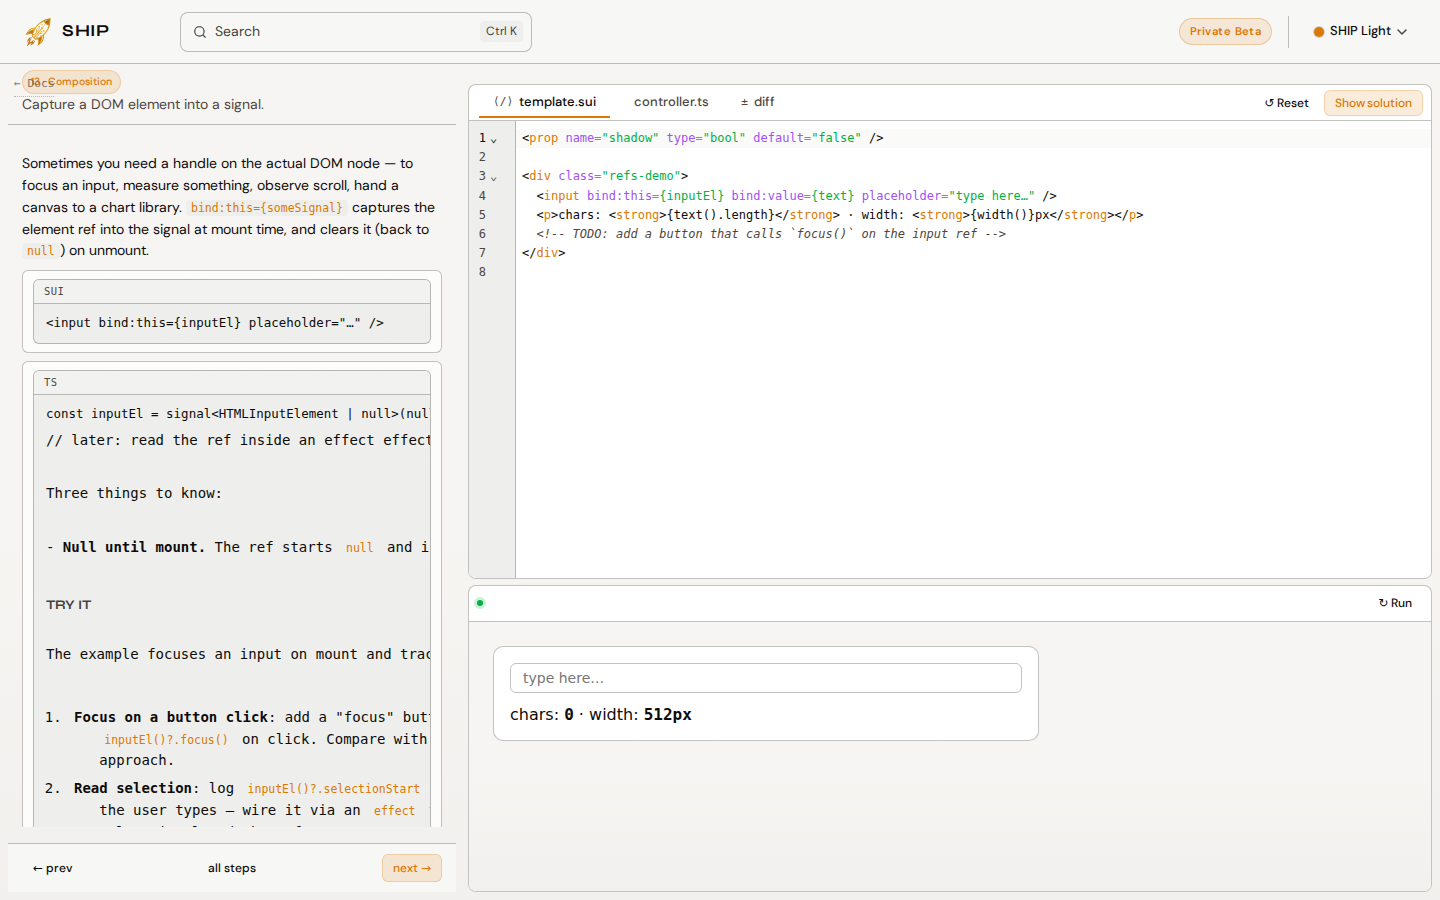 SHIP
Search
Ctrl K
Private Beta
SHIP Light
← Docs
Composition
Capture a DOM element into a signal.
Sometimes you need a handle on the actual DOM node — to
focus an input, measure something, observe scroll, hand a
canvas to a chart library. bind:this={someSignal} captures the
element ref into the signal at mount time, and clears it (back to
null ) on unmount.
SUI
<input bind:this={inputEl} placeholder="…" />
TS
const inputEl = signal<HTMLInputElement | null>(nul
// later: read the ref inside an effect effect
Three things to know:
- Null until mount. The ref starts null and i
TRY IT
The example focuses an input on mount and trac
1. Focus on a button click: add a "focus" but
inputEl()?.focus() on click. Compare with
approach.
2. Read selection: log inputEl()?.selectionStart
the user types — wire it via an effect
← prev
all steps
next →
⟨/⟩ template.sui
controller.ts
± diff
↺ Reset
Show solution
1 <prop name="shadow" type="bool" default="false" />
2
3 <div class="refs-demo">
4 <input bind:this={inputEl} bind:value={text} placeholder="type here…" />
5 <p>chars: <strong>{text().length}</strong> · width: <strong>{width()}px</strong></p>
6 <!-- TODO: add a button that calls `focus()` on the input ref -->
7 </div>
8
↻ Run
type here...
chars: 0 · width: 512px